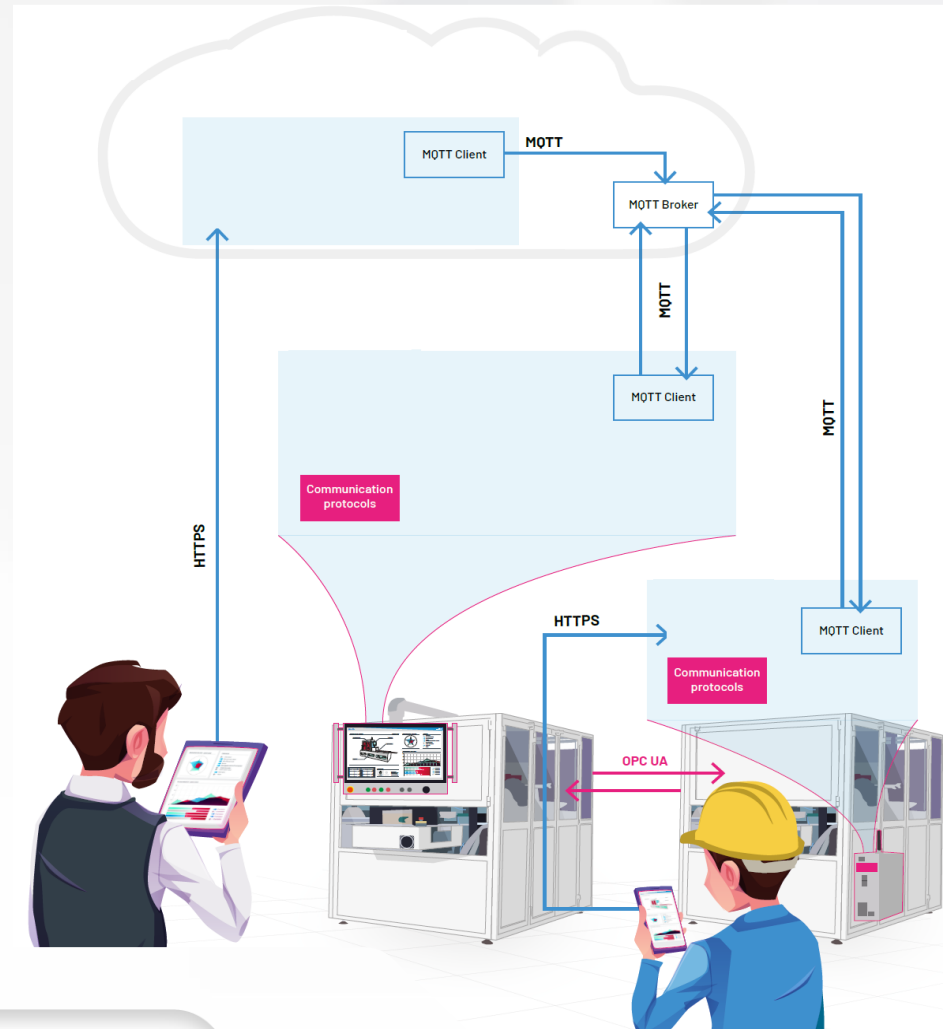 MQTT Client
MQTT
MQTT Broker
MQTT
MQTT Client
MQTT
Communication
protocols
HTTPS
HTTPS
MQTT Client
Communication
protocols
OPC UA